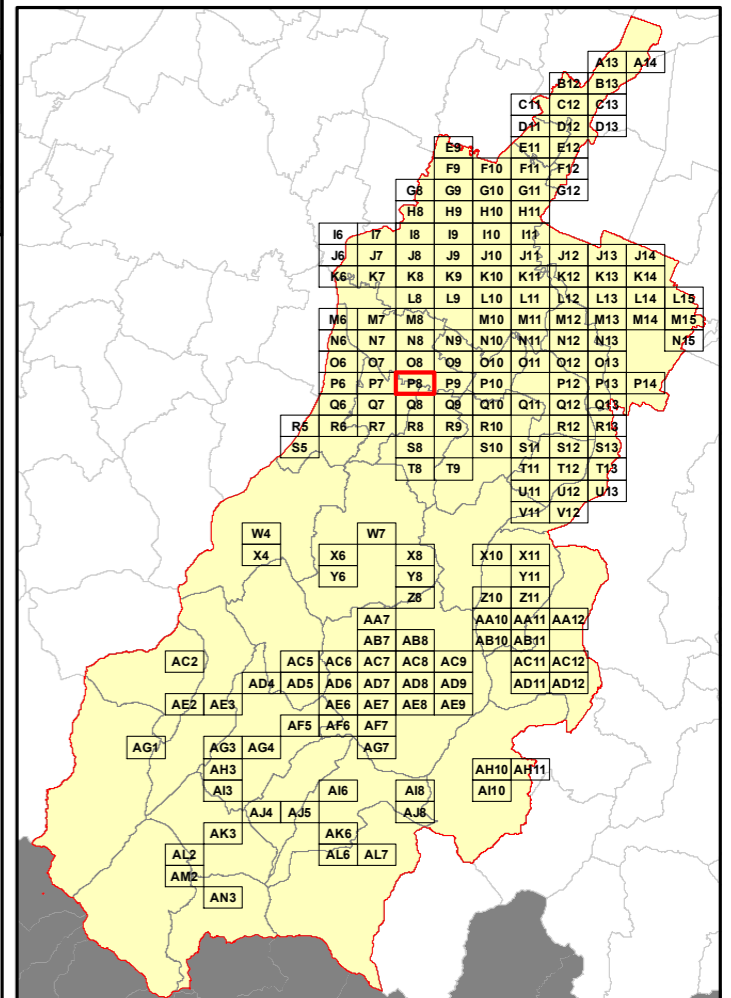 A13 A14
B12 B13
C11 C12 C13
D11 D12 D13
E9 E11 E12
F9 F10 F11 F12
G8 G9 G10 G11 G12
H8 H9 H10 H11
I6 I7 I8 I9 I10 I11
J6 J7 J8 J9 J10 J11 J12 J13 J14
K6 K7 K8 K9 K10 K11 K12 K13 K14
L8 L9 L10 L11 L12 L13 L14 L15
M6 M7 M8 M10 M11 M12 M13 M14 M15
N6 N7 N8 N9 N10 N11 N12 N13 N15
O6 O7 O8 O9 O10 O11 O12 O13
P6 P7 P8 P9 P10 P12 P13 P14
Q6 Q7 Q8 Q9 Q10 Q11 Q12 Q13
R5 R6 R7 R8 R9 R10 R12 R13
S5 S8 S10 S11 S12 S13
T8 T9 T11 T12 T13
U11 U12 U13
V11 V12
W4 W7
X4 X6 X8 X10 X11
Y6 Y8 Y11
Z8 Z10 Z11
AA7 AA10 AA11 AA12
AB7 AB8 AB10 AB11
AC2 AC5 AC6 AC7 AC8 AC9 AC11 AC12
AD4 AD5 AD6 AD7 AD8 AD9 AD11 AD12
AE2 AE3 AE6 AE7 AE8 AE9
AF5 AF6 AF7
AG1 AG3 AG4 AG7
AH3 AH10 AH11
AI3 AI6 AI8 AI10
AJ4 AJ5 AJ8
AK3 AK6
AL2 AL6 AL7
AM2
AN3